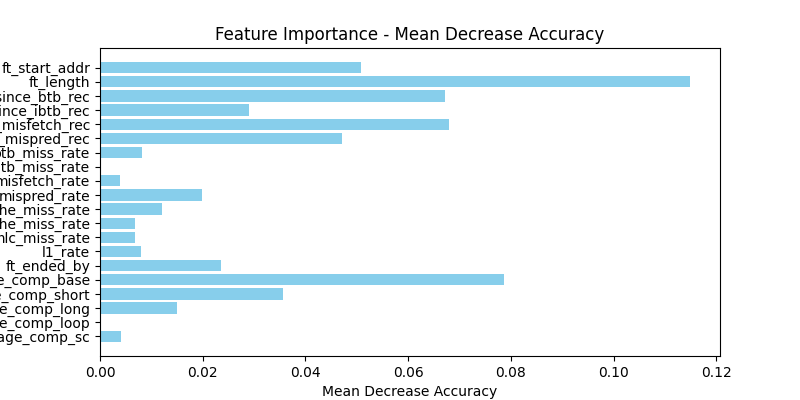 Feature Importance - Mean Decrease Accuracy
ft_start_addr
ft_length
since_btb_rec
ince_ibtb_rec
misfetch_rec
mispred_rec
tb_miss_rate
tb_miss_rate
misfetch_rate
mispred_rate
he_miss_rate
he_miss_rate
mlc_miss_rate
l1_rate
ft_ended_by
e_comp_base
e_comp_short
e_comp_long
e_comp_loop
age_comp_sc
0.00 0.02 0.04 0.06 0.08 0.10 0.12
Mean Decrease Accuracy